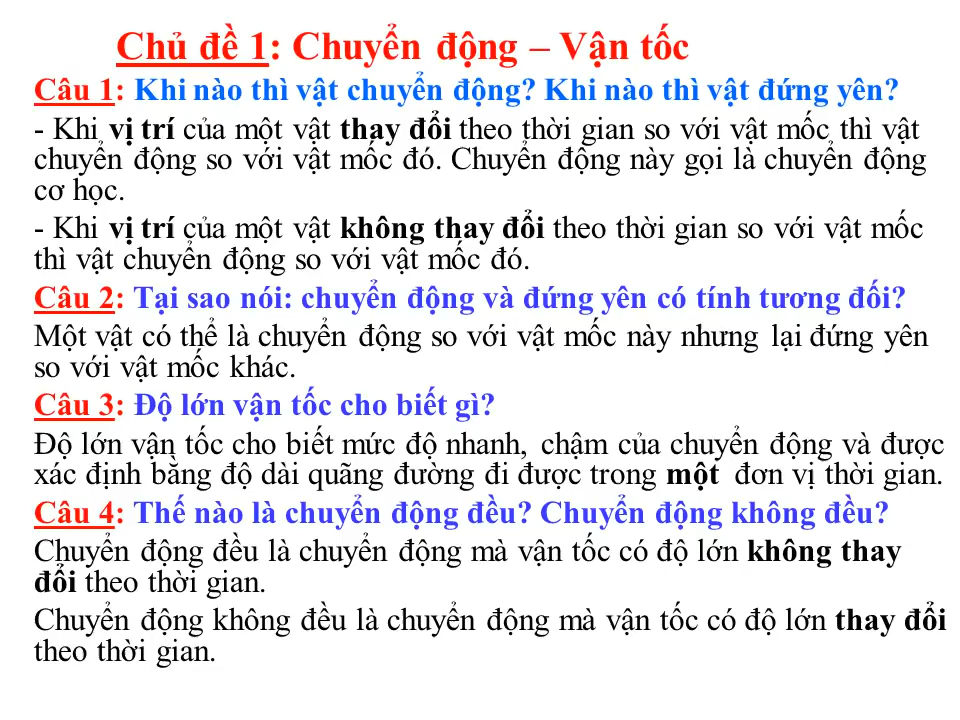 Chủ đề 1: Chuyển động – Vận tốc
Câu 1: Khi nào thì vật chuyển động? Khi nào thì vật đứng yên?
- Khi vị trí của một vật thay đổi theo thời gian so với vật mốc thì vật
chuyển động so với vật mốc đó. Chuyển động này gọi là chuyển động
cơ học.
- Khi vị trí của một vật không thay đổi theo thời gian so với vật mốc
thì vật chuyển động so với vật mốc đó.
Câu 2: Tại sao nói: chuyển động và đứng yên có tính tương đối?
Một vật có thể là chuyển động so với vật mốc này nhưng lại đứng yên
so với vật mốc khác.
Câu 3: Độ lớn vận tốc cho biết gì?
Độ lớn vận tốc cho biết mức độ nhanh, chậm của chuyển động và được
xác định bằng độ dài quãng đường đi được trong một đơn vị thời gian.
Câu 4: Thế nào là chuyển động đều? Chuyển động không đều?
Chuyển động đều là chuyển động mà vận tốc có độ lớn không thay
đổi theo thời gian.
Chuyển động không đều là chuyển động mà vận tốc có độ lớn thay đổi
theo thời gian.